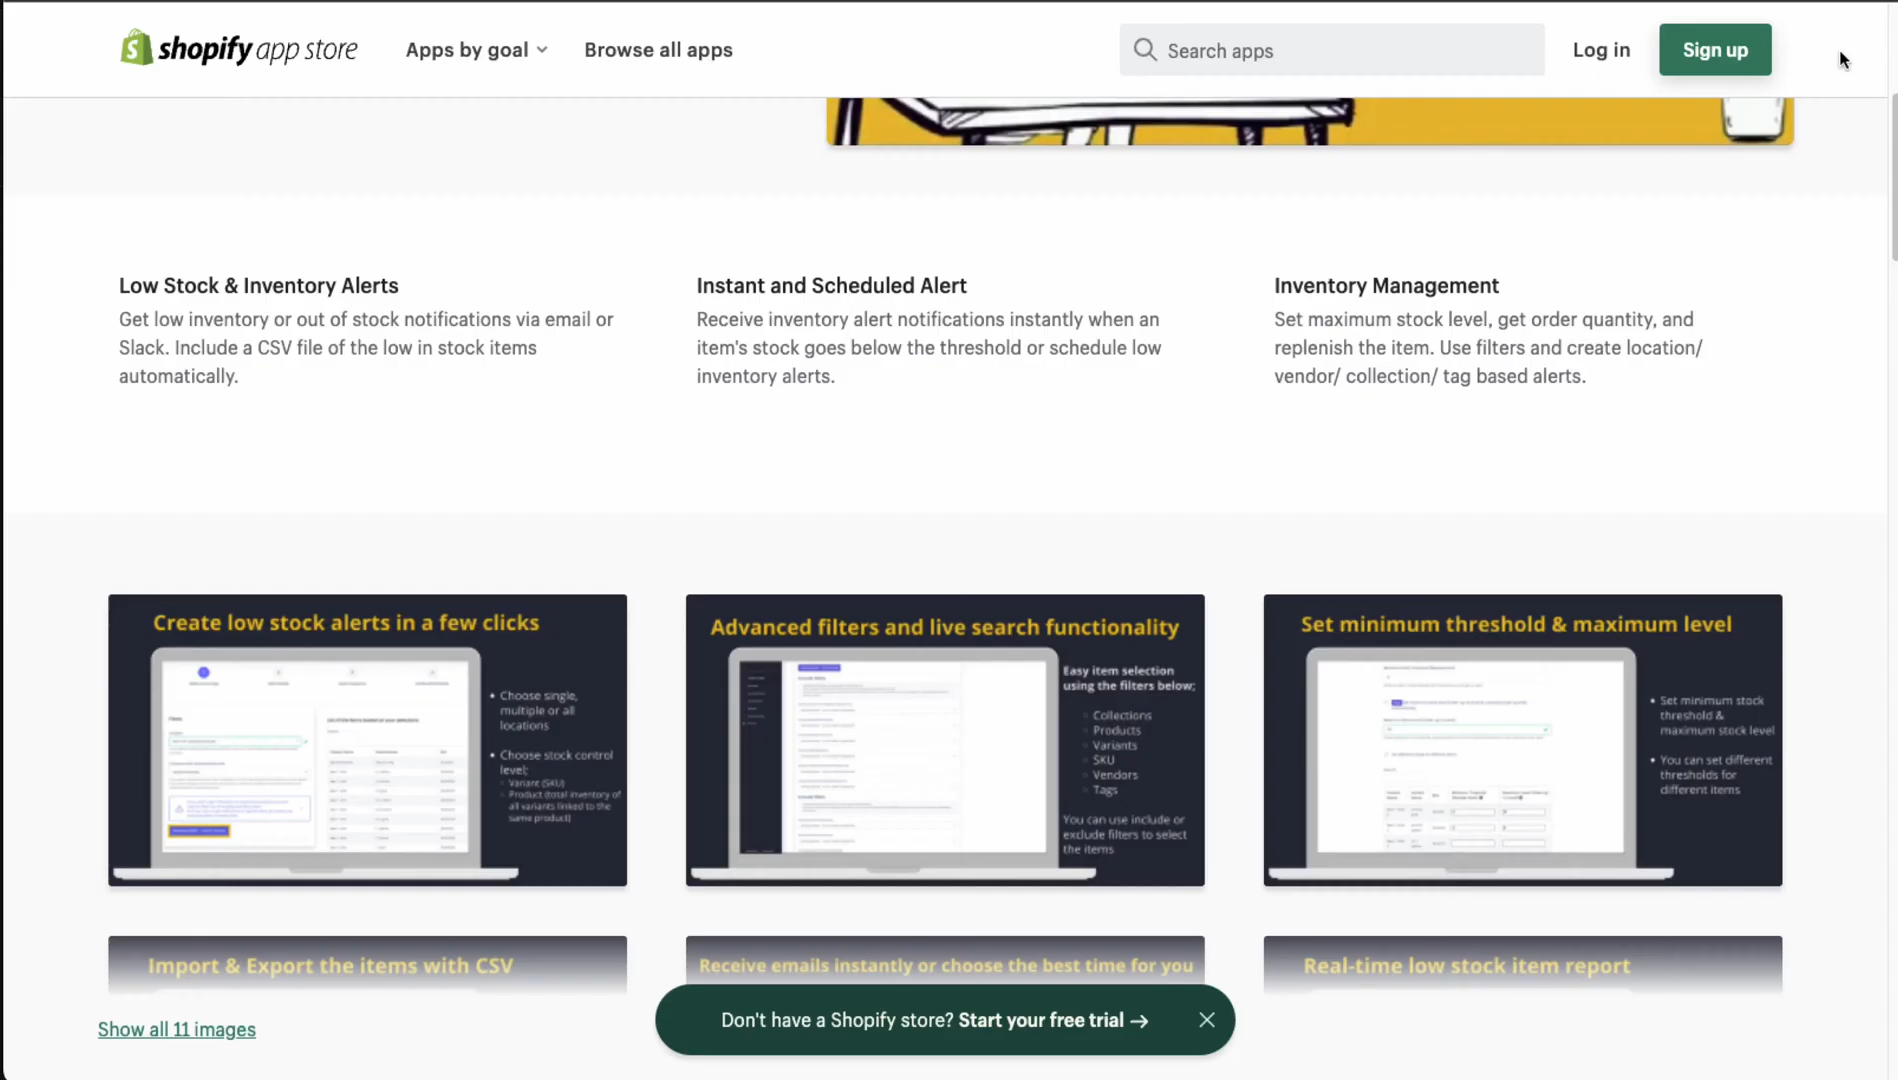 shopify app store
Apps by goal
Browse all apps
Search apps
Log in
Sign up
Low Stock & Inventory Alerts
Get low inventory or out of stock notifications via email or
Slack. Include a CSV file of the low in stock items
automatically.
Instant and Scheduled Alert
Receive inventory alert notifications instantly when an
item's stock goes below the threshold or schedule low
inventory alerts.
Inventory Management
Set maximum stock level, get order quantity, and
replenish the item. Use filters and create location/
vendor/ collection/ tag based alerts.
Create low stock alerts in a few clicks
• Choose single,
multiple or all
locations
• Choose stock control
level;
◦ Variant (SKU)
◦ Product (total inventory of
all variants linked to the
same product)
Advanced filters and live search functionality
Easy item selection
using the filters below;
◦ Collections
◦ Products
◦ Variants
◦ SKU
◦ Vendors
◦ Tags
You can use include or
exclude filters to select
the items
Set minimum threshold & maximum level
• Set minimum stock
threshold &
maximum stock level
• You can set different
thresholds for
different items
Import & Export the items with CSV
Receive emails instantly or choose the best time for you
Real-time low stock item report
Show all 11 images
Don't have a Shopify store? Start your free trial →